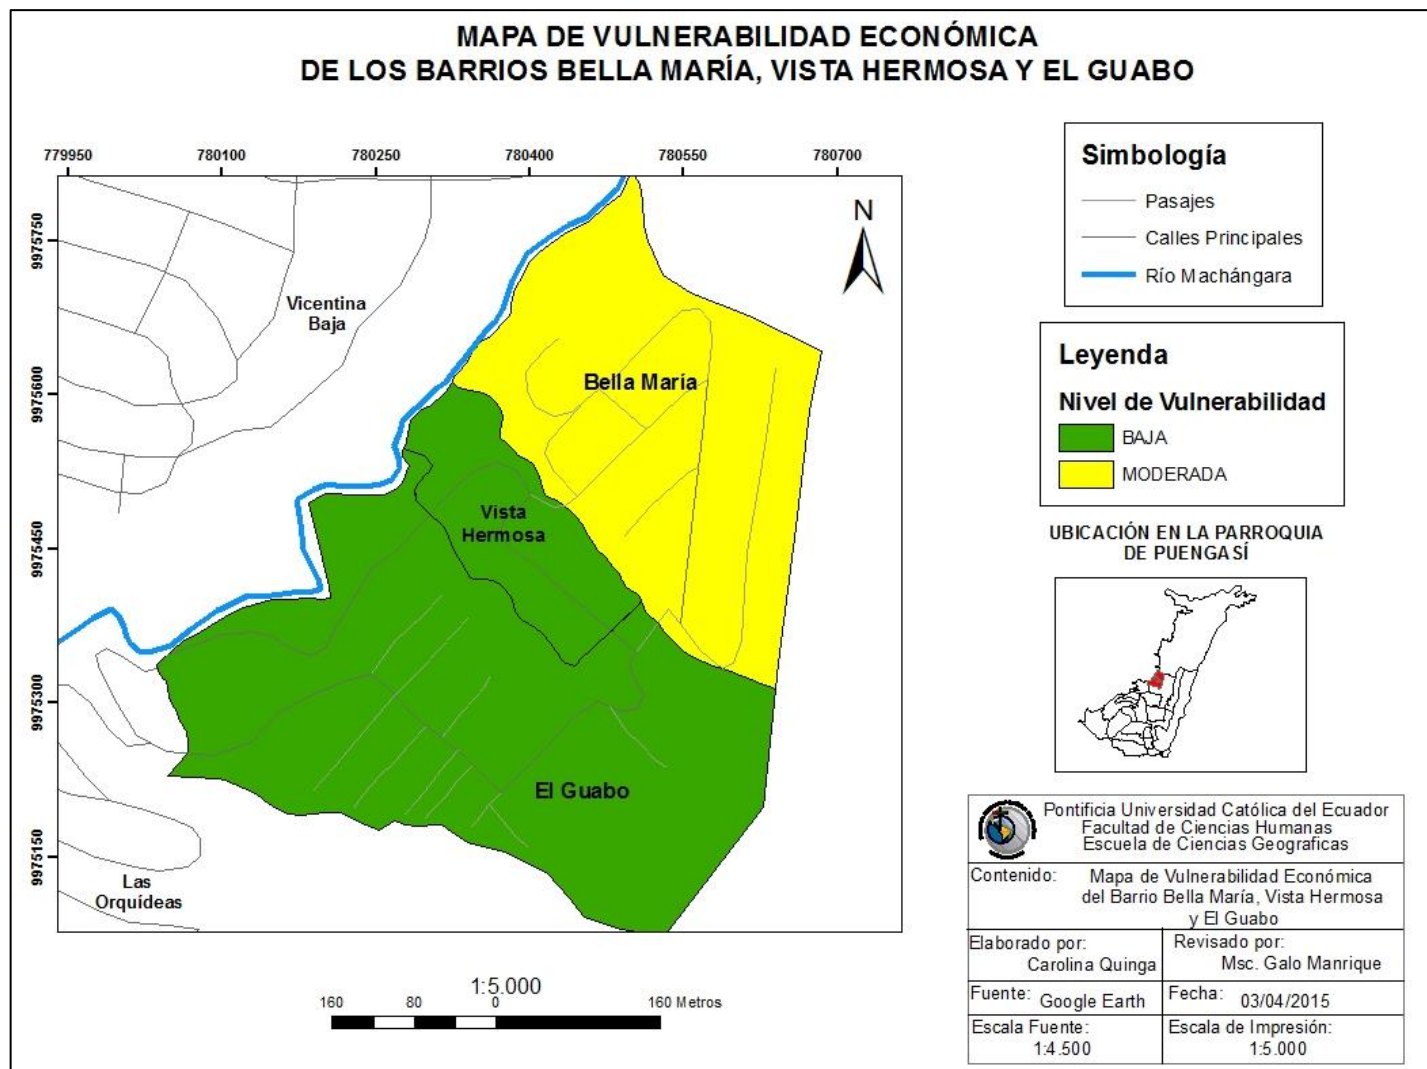 MAPA DE VULNERABILIDAD ECONÓMICA
DE LOS BARRIOS BELLA MARÍA, VISTA HERMOSA Y EL GUABO
779950 780100 780250 780400 780550 780700
9975750
9975600
9975450
9975300
9975150
N
Vicentina
Baja
Bella María
Vista
Hermosa
El Guabo
Las
Orquídeas
1:5.000
160 80 0 160 Metros
Simbología
Pasajes
Calles Principales
Río Machángara
Leyenda
Nivel de Vulnerabilidad
BAJA
MODERADA
UBICACIÓN EN LA PARROQUIA
DE PUENGASÍ
Pontificia Universidad Católica del Ecuador
Facultad de Ciencias Humanas
Escuela de Ciencias Geograficas
Contenido: Mapa de Vulnerabilidad Económica
del Barrio Bella María, Vista Hermosa
y El Guabo
Elaborado por:
Carolina Quinga
Revisado por:
Msc. Galo Manrique
Fuente: Google Earth
Fecha: 03/04/2015
Escala Fuente:
1:4.500
Escala de Impresión:
1:5.000